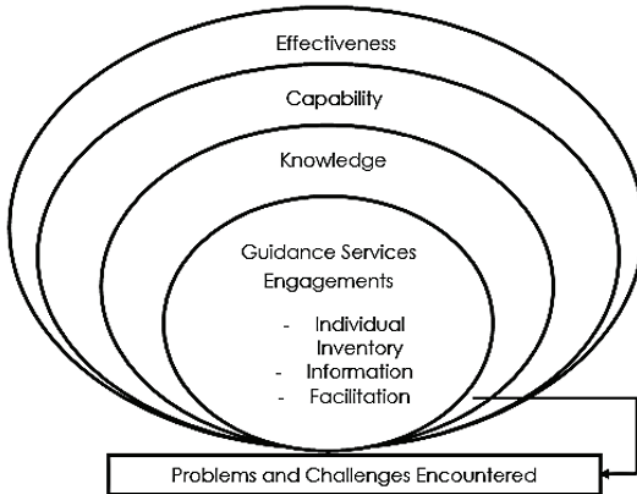 Effectiveness
Capability
Knowledge
Guidance Services
Engagements
- Individual
Inventory
- Information
- Facilitation
Problems and Challenges Encountered